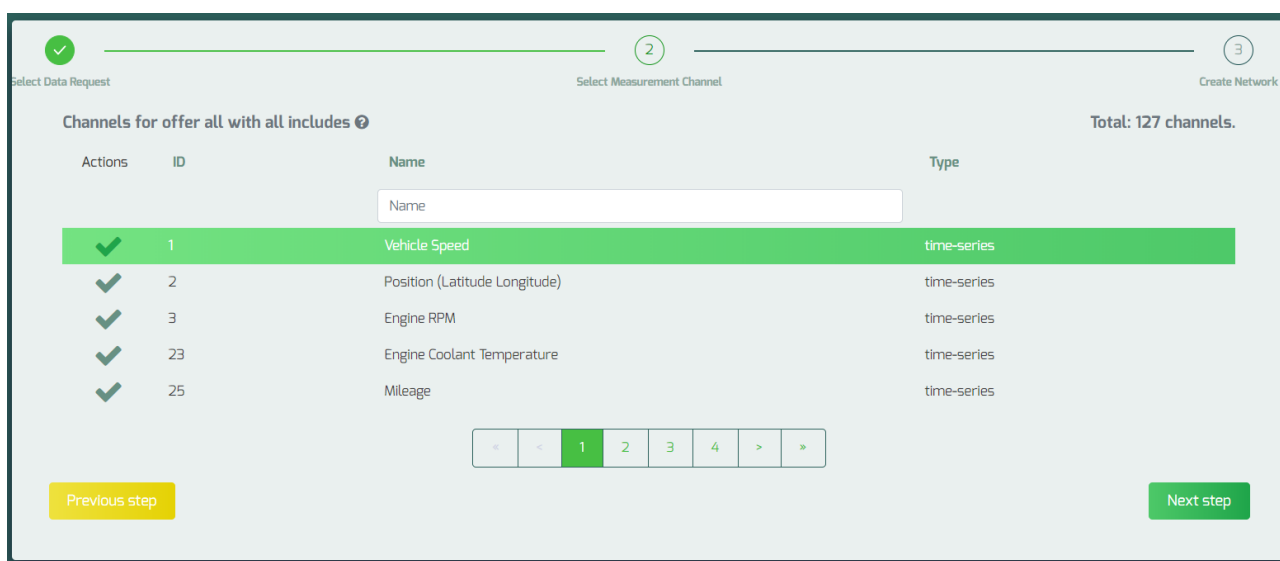 2
3
Select Data Request
Select Measurement Channel
Create Network
Channels for offer all with all includes ?
Total: 127 channels.
Actions ID Name Type
Name
1 Vehicle Speed time-series
2 Position (Latitude Longitude) time-series
3 Engine RPM time-series
23 Engine Coolant Temperature time-series
25 Mileage time-series
« < 1 2 3 4 > »
Previous step
Next step